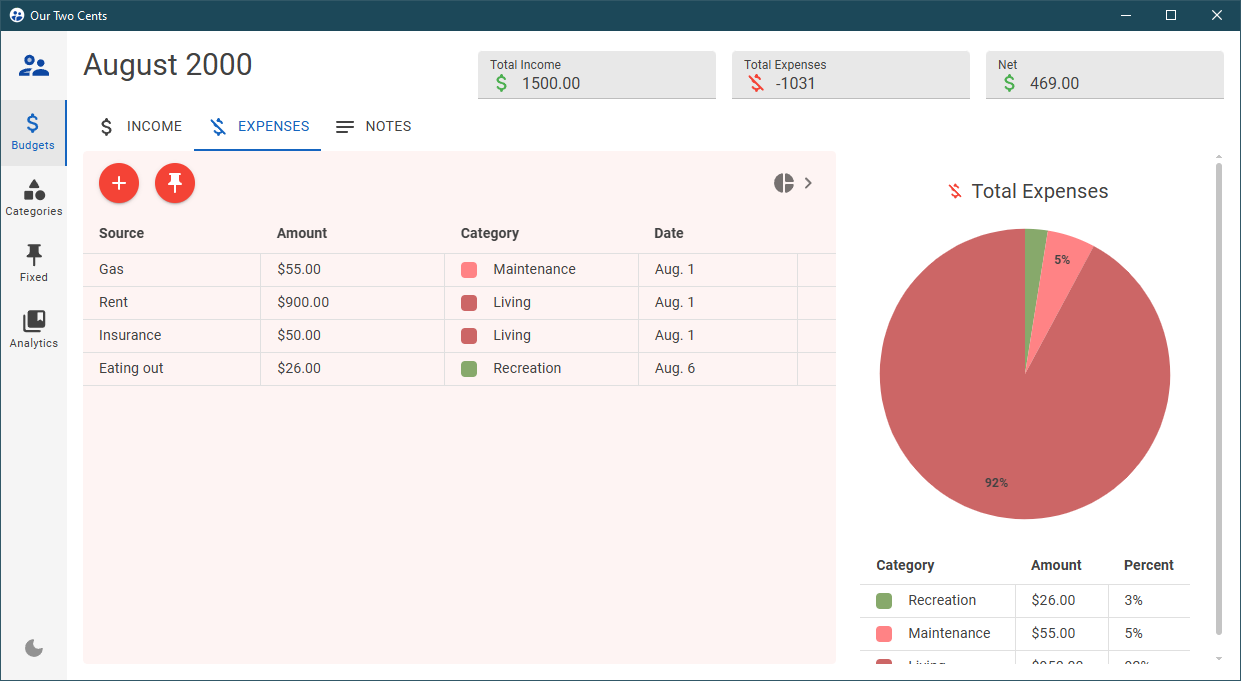 Our Two Cents
August 2000
Total Income
1500.00
Total Expenses
-1031
Net
469.00
Budgets
Categories
Fixed
Analytics
INCOME EXPENSES NOTES
Source Amount Category Date
Gas $55.00 Maintenance Aug. 1
Rent $900.00 Living Aug. 1
Insurance $50.00 Living Aug. 1
Eating out $26.00 Recreation Aug. 6
Total Expenses
5%
92%
Category Amount Percent
Recreation $26.00 3%
Maintenance $55.00 5%